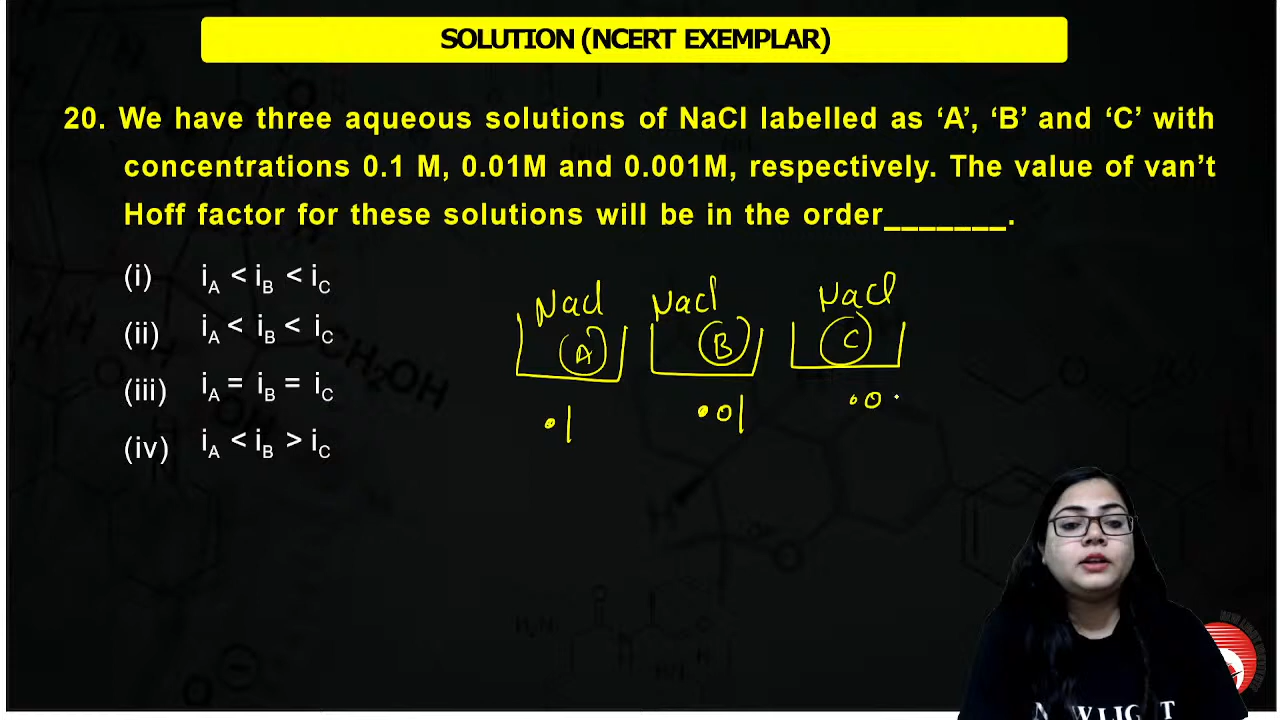 SOLUTION (NCERT EXEMPLAR)
20. We have three aqueous solutions of NaCl labelled as ‘A’, ‘B’ and ‘C’ with
concentrations 0.1 M, 0.01M and 0.001M, respectively. The value of van’t
Hoff factor for these solutions will be in the order_______.
(i) iA < iB < iC
(ii) iA < iB < iC
(iii) iA = iB = iC
(iv) iA < iB > iC
Nacl Nacl Nacl
A B C
.1 .01 .0.
CH2OH
OH